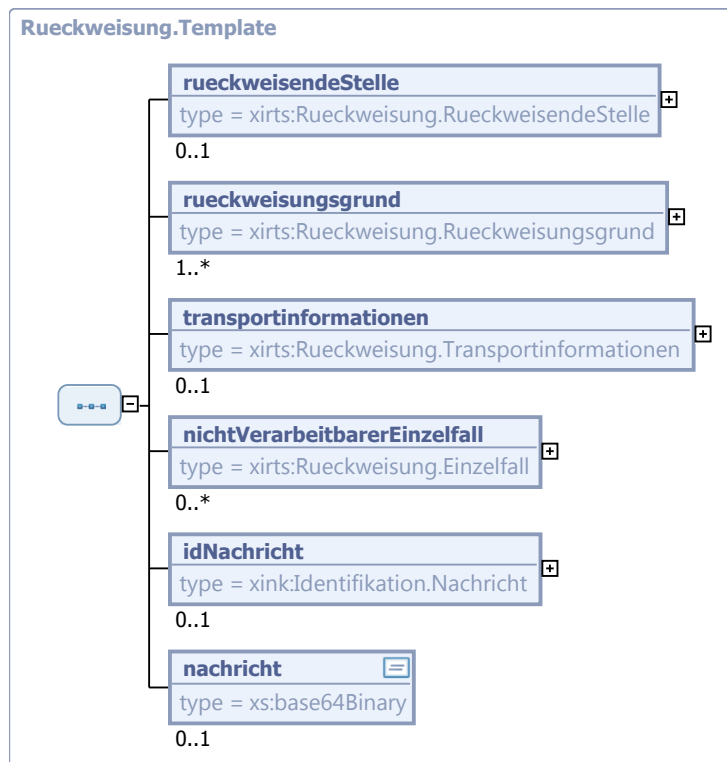 Rueckweisung.Template
rueckweisendeStelle
type = xirts:Rueckweisung.RueckweisendeStelle
0..1
rueckweisungsgrund
type = xirts:Rueckweisung.Rueckweisungsgrund
1..*
transportinformationen
type = xirts:Rueckweisung.Transportinformationen
0..1
nichtVerarbeitbarerEinzelfall
type = xirts:Rueckweisung.Einzelfall
0..*
idNachricht
type = xink:Identifikation.Nachricht
0..1
nachricht
type = xs:base64Binary
0..1